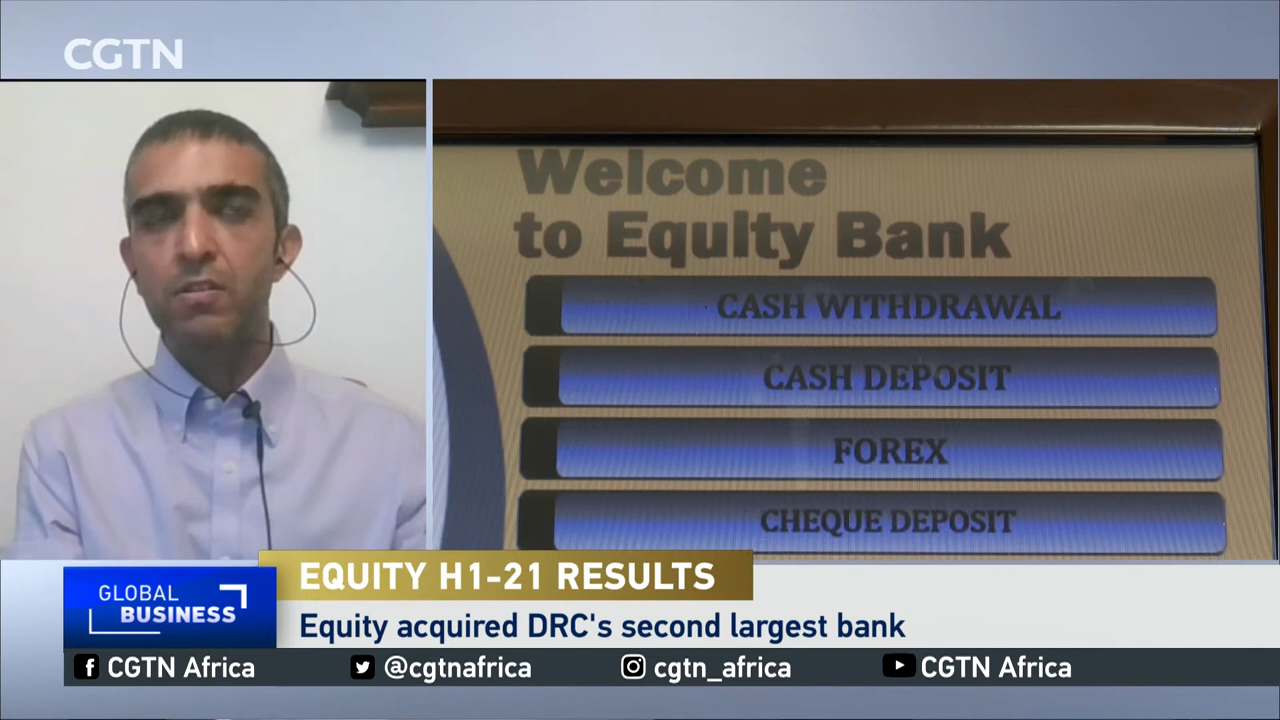 CGTN
Welcome
to Equity Bank
CASH WITHDRAWAL
CASH DEPOSIT
FOREX
CHEQUE DEPOSIT
EQUITY H1-21 RESULTS
GLOBAL
BUSINESS
Equity acquired DRC's second largest bank
CGTN Africa
@cgtnafrica
cgtn_africa
CGTN Africa